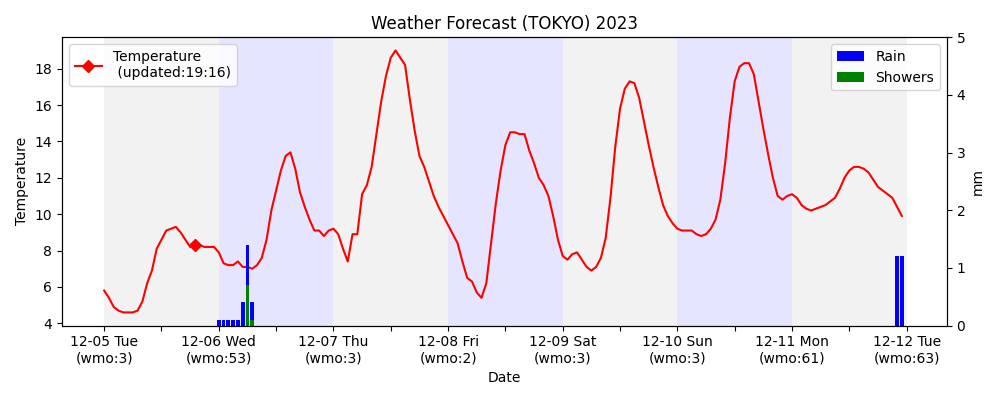 Weather Forecast (TOKYO) 2023
Temperature
(updated:19:16)
Rain
Showers
Temperature
18
16
14
12
10
8
6
4
5
4
3
2
1
0
mm
12-05 Tue
(wmo:3)
12-06 Wed
(wmo:53)
12-07 Thu
(wmo:3)
12-08 Fri
(wmo:2)
12-09 Sat
(wmo:3)
12-10 Sun
(wmo:3)
12-11 Mon
(wmo:61)
12-12 Tue
(wmo:63)
Date